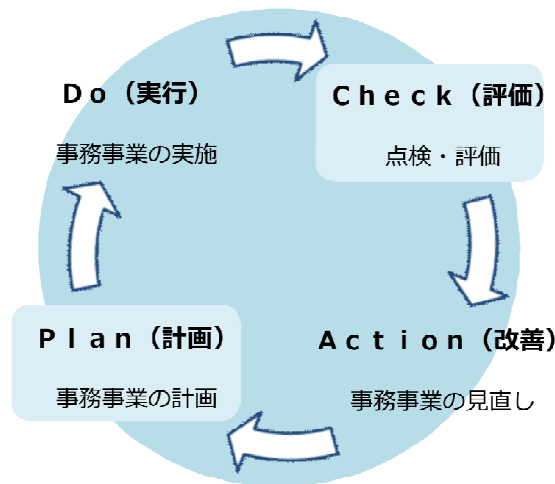 Ｄｏ（実行）
事務事業の実施
Ｃｈｅｃｋ（評価）
点検・評価
Ｐｌａｎ（計画）
事務事業の計画
Ａｃｔｉｏｎ（改善）
事務事業の見直し